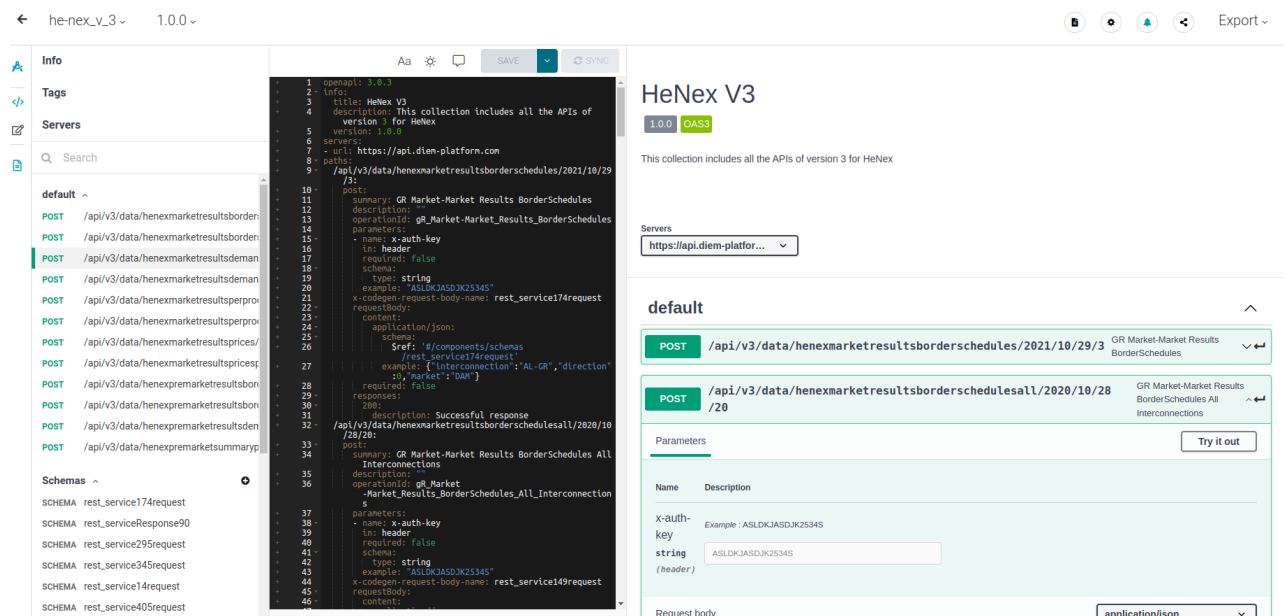 he-nex_v_3
1.0.0
Export
Info
Tags
Servers
Search
default
POST /api/v3/data/henexmarketresultsborder
POST /api/v3/data/henexmarketresultsborder
POST /api/v3/data/henexmarketresultsdeman
POST /api/v3/data/henexmarketresultsdeman
POST /api/v3/data/henexmarketresultsperpro
POST /api/v3/data/henexmarketresultsperpro
POST /api/v3/data/henexmarketresultsprices/
POST /api/v3/data/henexmarketresultspricesp
POST /api/v3/data/henexpremarketresultsbor
POST /api/v3/data/henexpremarketresultsbor
POST /api/v3/data/henexpremarketresultsder
POST /api/v3/data/henexpremarketsummaryp
Schemas
SCHEMA rest_service174request
SCHEMA rest_serviceResponse90
SCHEMA rest_service295request
SCHEMA rest_service345request
SCHEMA rest_service14request
SCHEMA rest_service405request
Aa
SAVE
SYNC
1 openapi: 3.0.3
2 info:
3 title: HeNex V3
4 description: This collection includes all the APIs of
version 3 for HeNex
5 version: 1.0.0
6 servers:
7 - url: https://api.diem-platform.com
8 paths:
9 /api/v3/data/henexmarketresultsborderschedules/2021/10/29
/3:
10 post:
11 summary: GR Market-Market Results BorderSchedules
12 description: ""
13 operationId: gR_Market-Market_Results_BorderSchedules
14 parameters:
15 - name: x-auth-key
16 in: header
17 required: false
18 schema:
19 type: string
20 example: "ASLDKJASDJK2534S"
21 x-codegen-request-body-name: rest_service174request
22 requestBody:
23 content:
24 application/json:
25 schema:
26 $ref: '#/components/schemas
/rest_service174request'
27 example: {"interconnection":"AL-GR","direction"
:0,"market":"DAM"}
28 required: false
29 responses:
30 200:
31 description: Successful response
32 /api/v3/data/henexmarketresultsborderschedulesall/2020/10
/28/20:
33 post:
34 summary: GR Market-Market Results BorderSchedules All
Interconnections
35 description: ""
36 operationId: gR_Market
-Market_Results_BorderSchedules_All_Interconnection
s
37 parameters:
38 - name: x-auth-key
39 in: header
40 required: false
41 schema:
42 type: string
43 example: "ASLDKJASDJK2534S"
44 x-codegen-request-body-name: rest_service149request
45 requestBody:
46 content:
HeNex V3
1.0.0 OAS3
This collection includes all the APIs of version 3 for HeNex
Servers
https://api.diem-platfor...
default
POST /api/v3/data/henexmarketresultsborderschedules/2021/10/29/3 GR Market-Market Results
BorderSchedules
POST /api/v3/data/henexmarketresultsborderschedulesall/2020/10/28
/20
GR Market-Market Results
BorderSchedules All
Interconnections
Parameters
Try it out
Name Description
x-auth-
key
string
(header)
Example : ASLDKJASDJK2534S
ASLDKJASDJK2534S
Request body
application/json